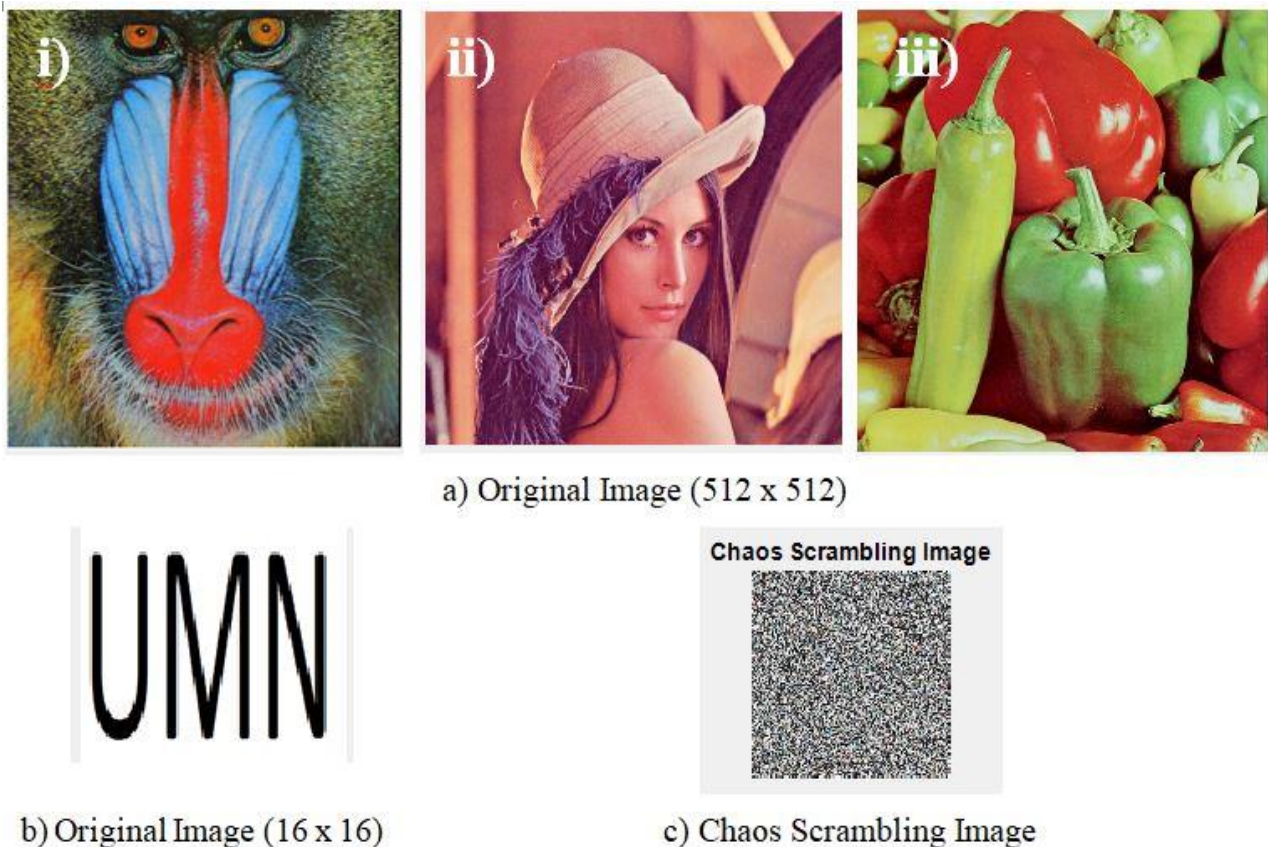 i)
ii)
iii)
a) Original Image (512 x 512)
UMN
Chaos Scrambling Image
b) Original Image (16 x 16)
c) Chaos Scrambling Image